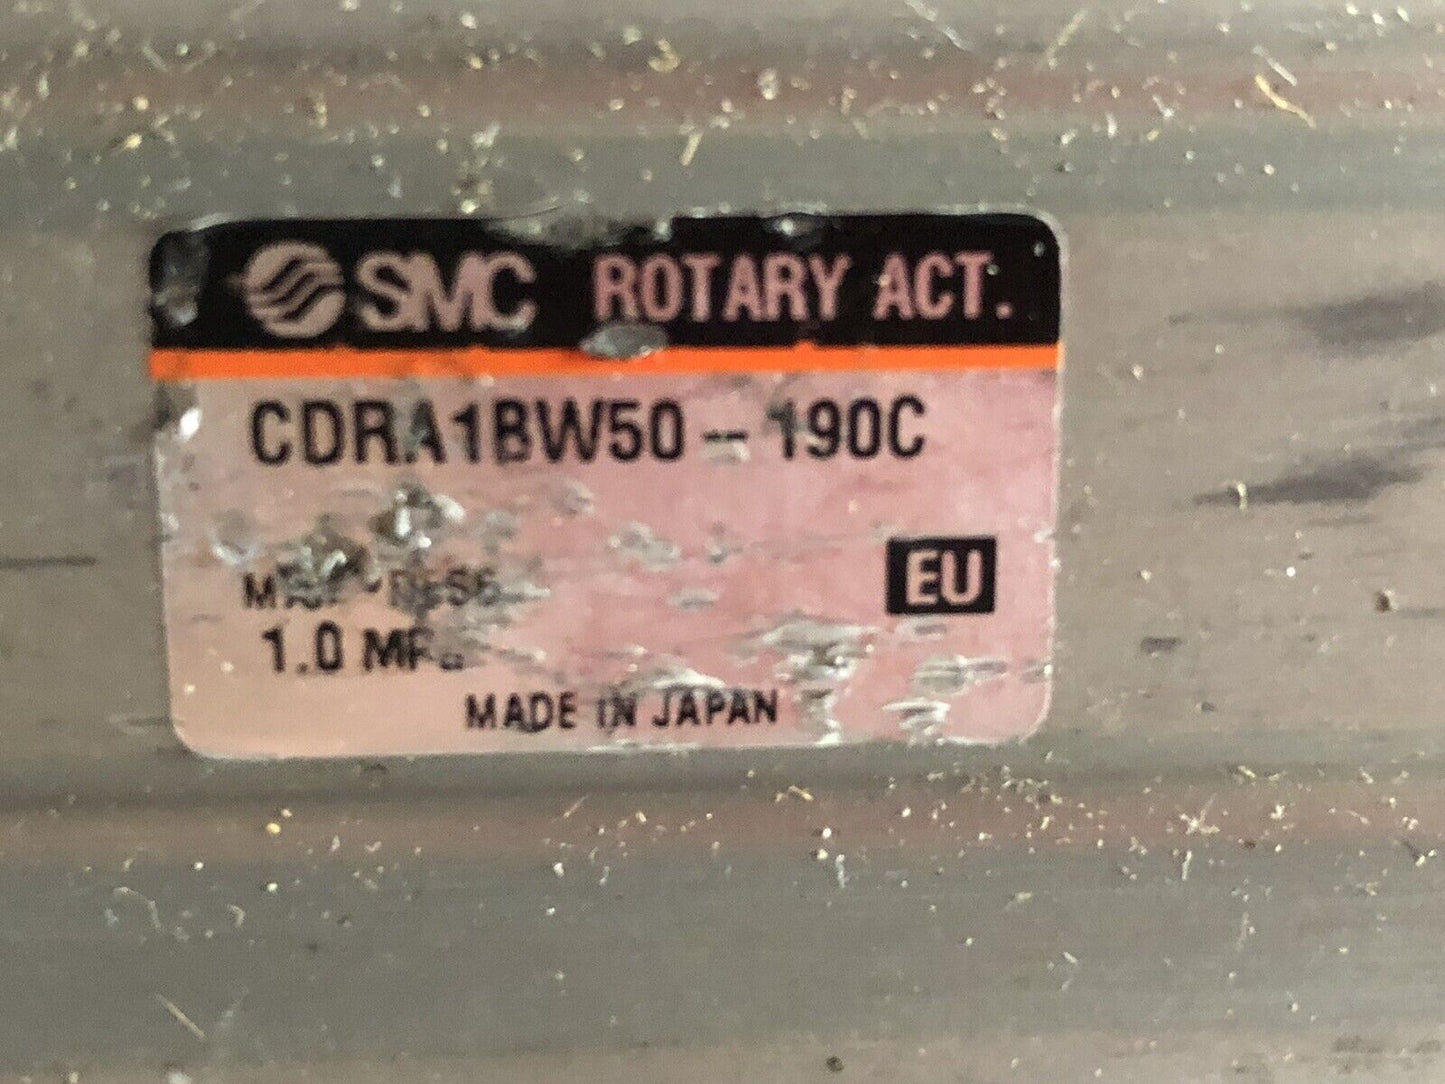 SMC ROTARY ACT.
CDRA1BW50-190C
EU
1.0 MPa
MADE IN JAPAN